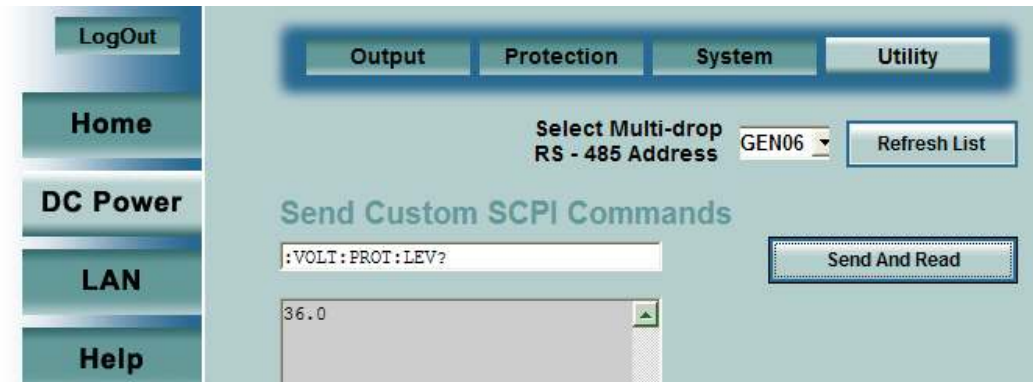 LogOut
Home
DC Power
LAN
Help
Output
Protection
System
Utility
Select Multi-drop
RS - 485 Address
GEN06
Refresh List
Send Custom SCPI Commands
:VOLT:PROT:LEV?
Send And Read
36.0